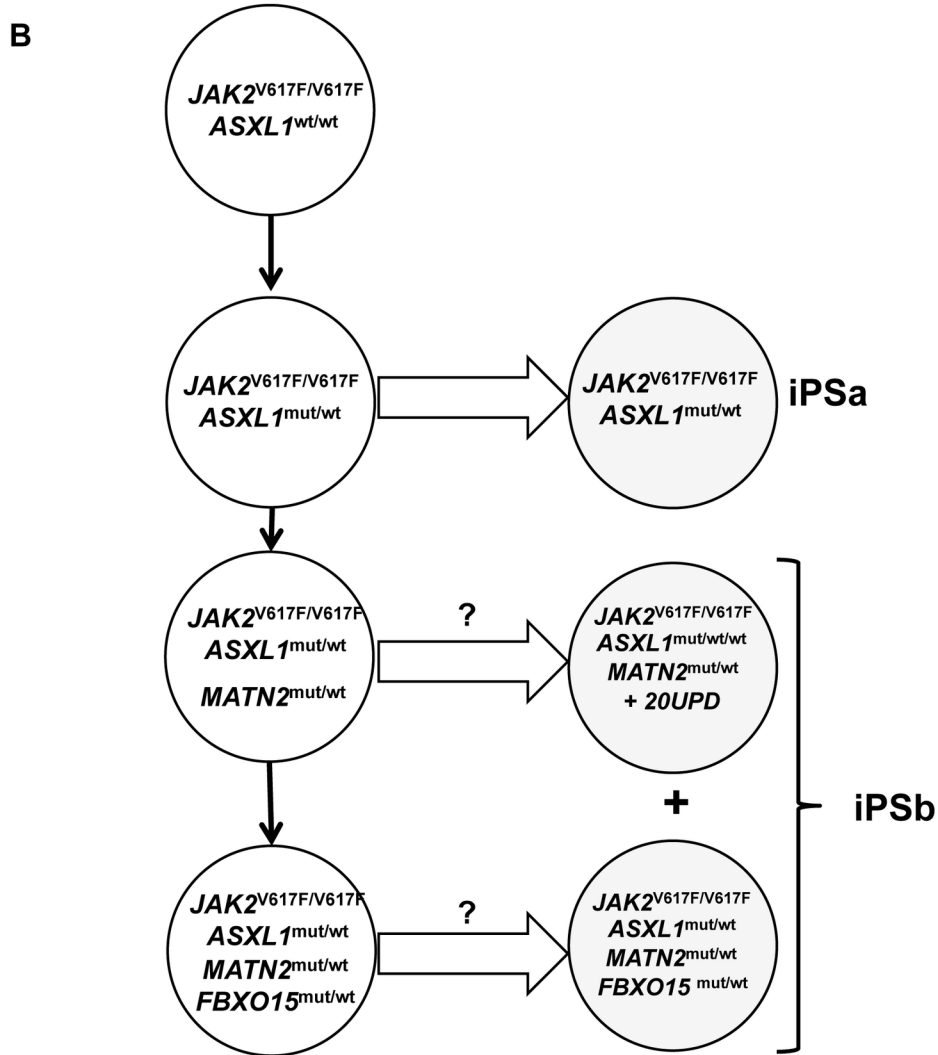 B
JAK2V617F/V617F
ASXL1wt/wt
JAK2V617F/V617F
ASXL1mut/wt
JAK2V617F/V617F
ASXL1mut/wt
iPSa
JAK2V617F/V617F
ASXL1mut/wt
MATN2mut/wt
?
JAK2V617F/V617F
ASXL1mut/wt/wt
MATN2mut/wt
+ 20UPD
+
iPSb
JAK2V617F/V617F
ASXL1mut/wt
MATN2mut/wt
FBXO15mut/wt
?
JAK2V617F/V617F
ASXL1mut/wt
MATN2mut/wt
FBXO15 mut/wt